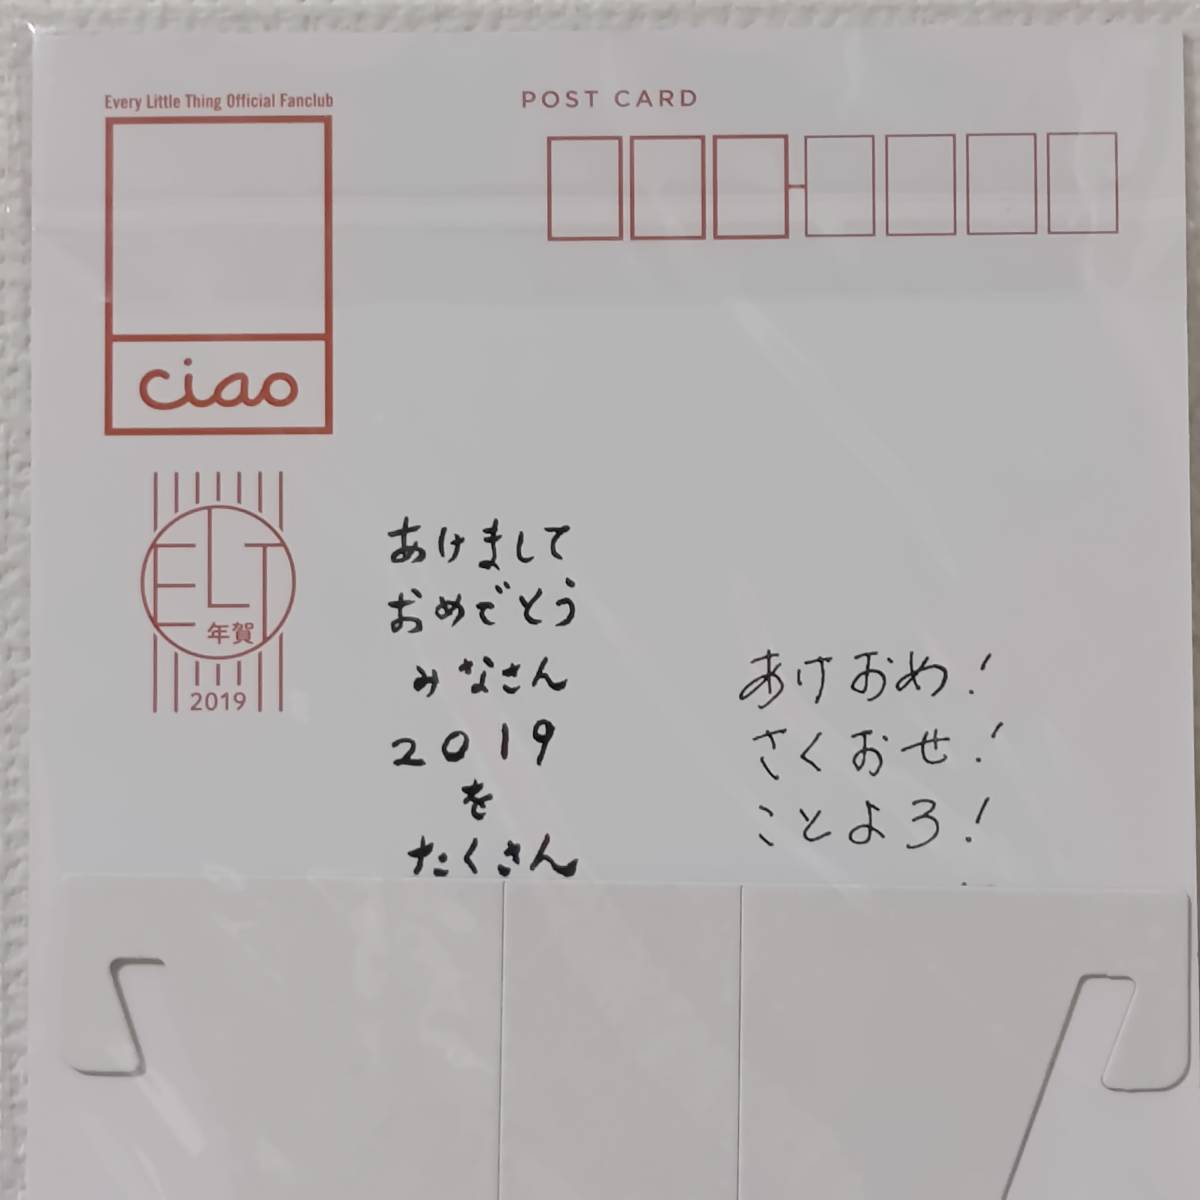 Every Little Thing Official Fanclub
POST CARD
ciao
ELT
年賀
2019
あけまして
おめでとう
みなさん
2019
を
たくさん
あけおめ!
さくおせ!
ことよろ!